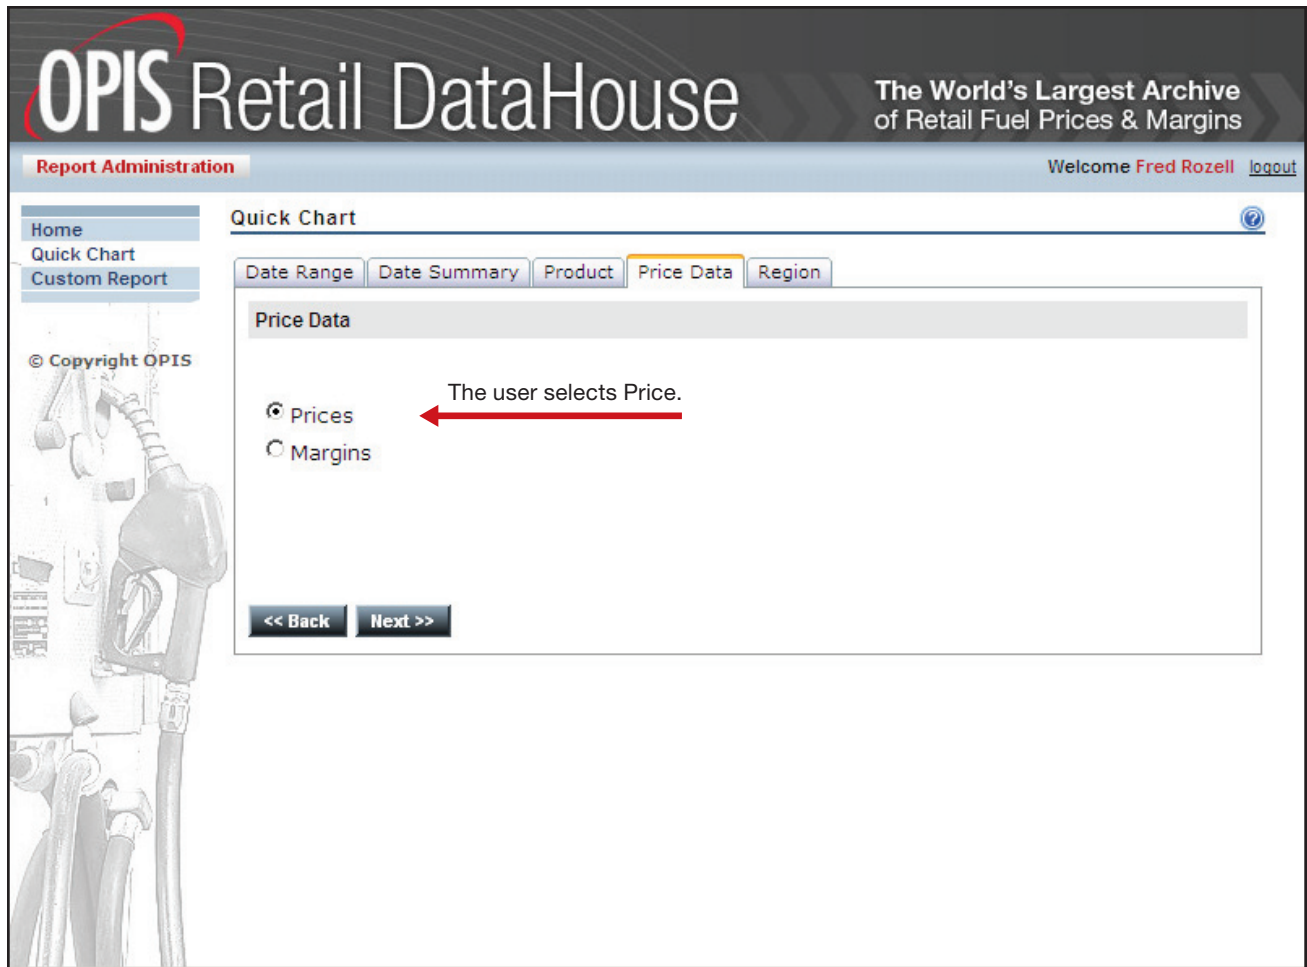 OPIS Retail DataHouse
The World's Largest Archive
of Retail Fuel Prices & Margins
Report Administration
Welcome Fred Rozell logout
Home
Quick Chart
Custom Report
© Copyright OPIS
Quick Chart
?
Date Range Date Summary Product Price Data Region
Price Data
The user selects Price.
Prices
Margins
<< Back Next >>